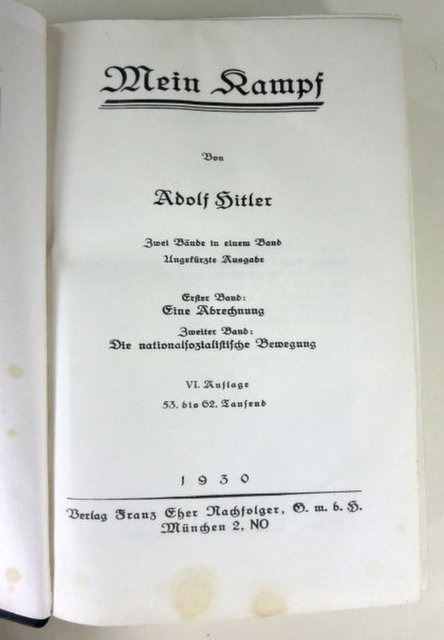 Mein Kampf
Von
Adolf Hitler
Zwei Bände in einem Band
Ungekürzte Ausgabe
Erster Band:
Eine Abrechnung
Zweiter Band:
Die nationalsozialistische Bewegung
VI. Auflage
53. bis 62. Tausend
1930
Verlag Franz Eher Nachfolger, G. m. b. H.
München 2, NO